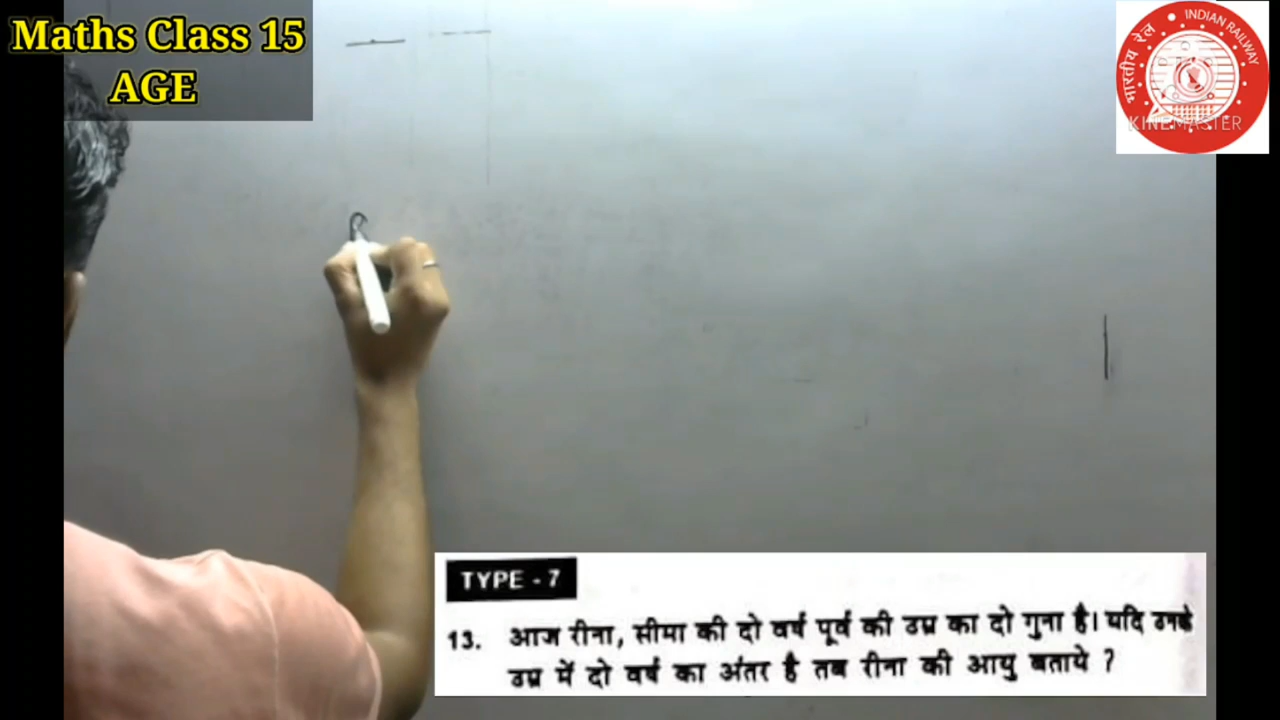 Maths Class 15
AGE
भारतीय रेल
INDIAN RAILWAY
KINEMASTER
TYPE - 7
13. आज रीना, सीमा की दो वर्ष पूर्व की उम्र का दो गुना है। यदि उनके
उम्र में दो वर्ष का अंतर है तब रीना की आयु बताये ?